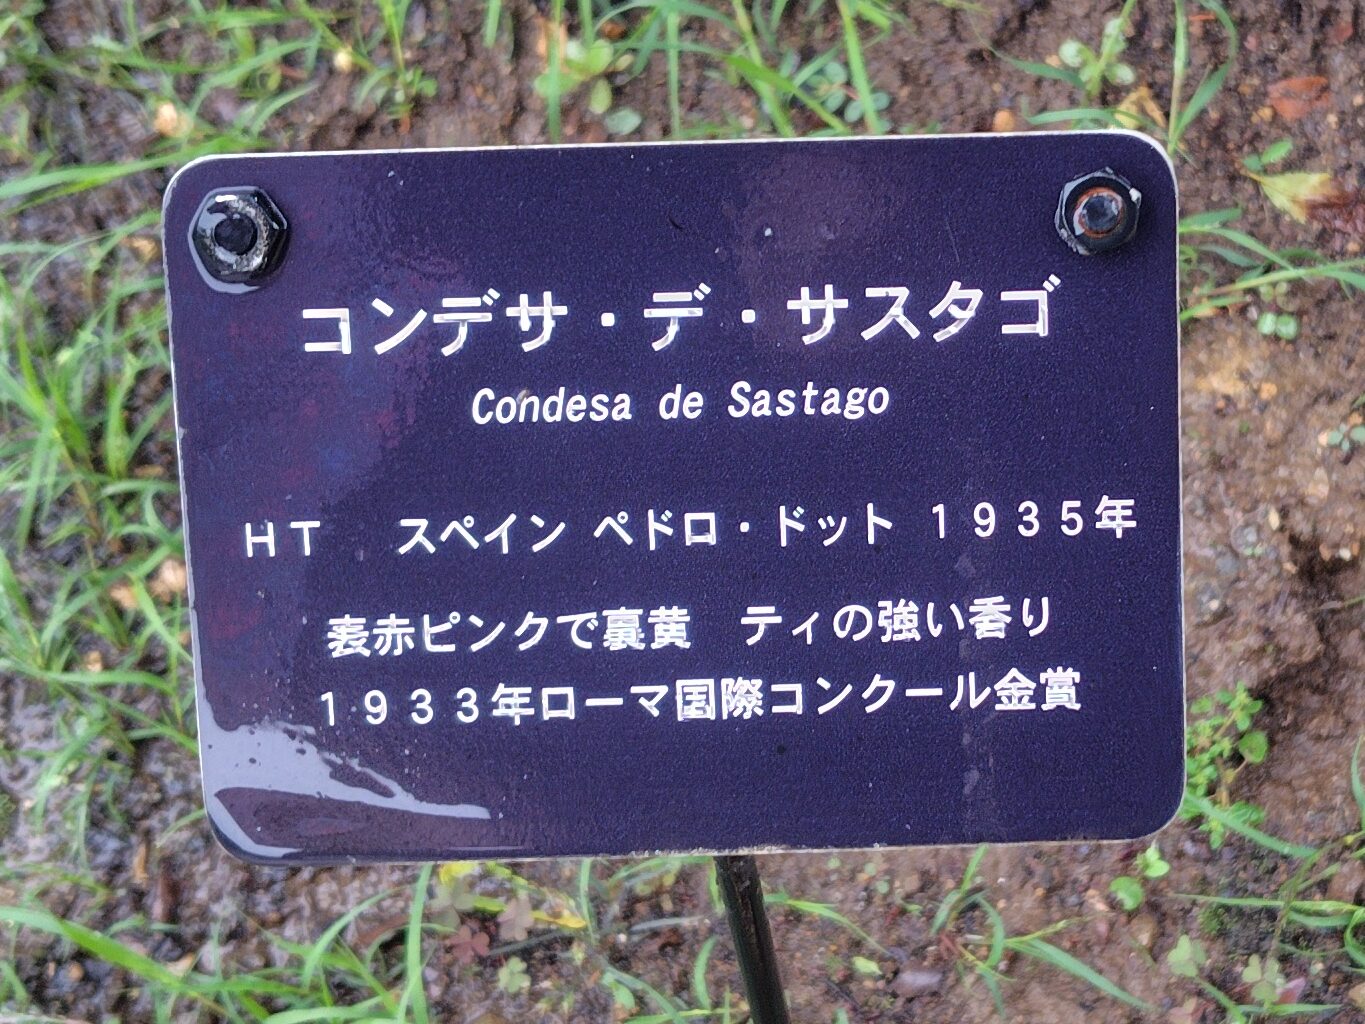 コンデサ・デ・サスタゴ
Condesa de Sastago
ＨＴ　スペイン ペドロ・ドット １９３５年
表赤ピンクで裏黄　ティの強い香り
１９３３年ローマ国際コンクール金賞